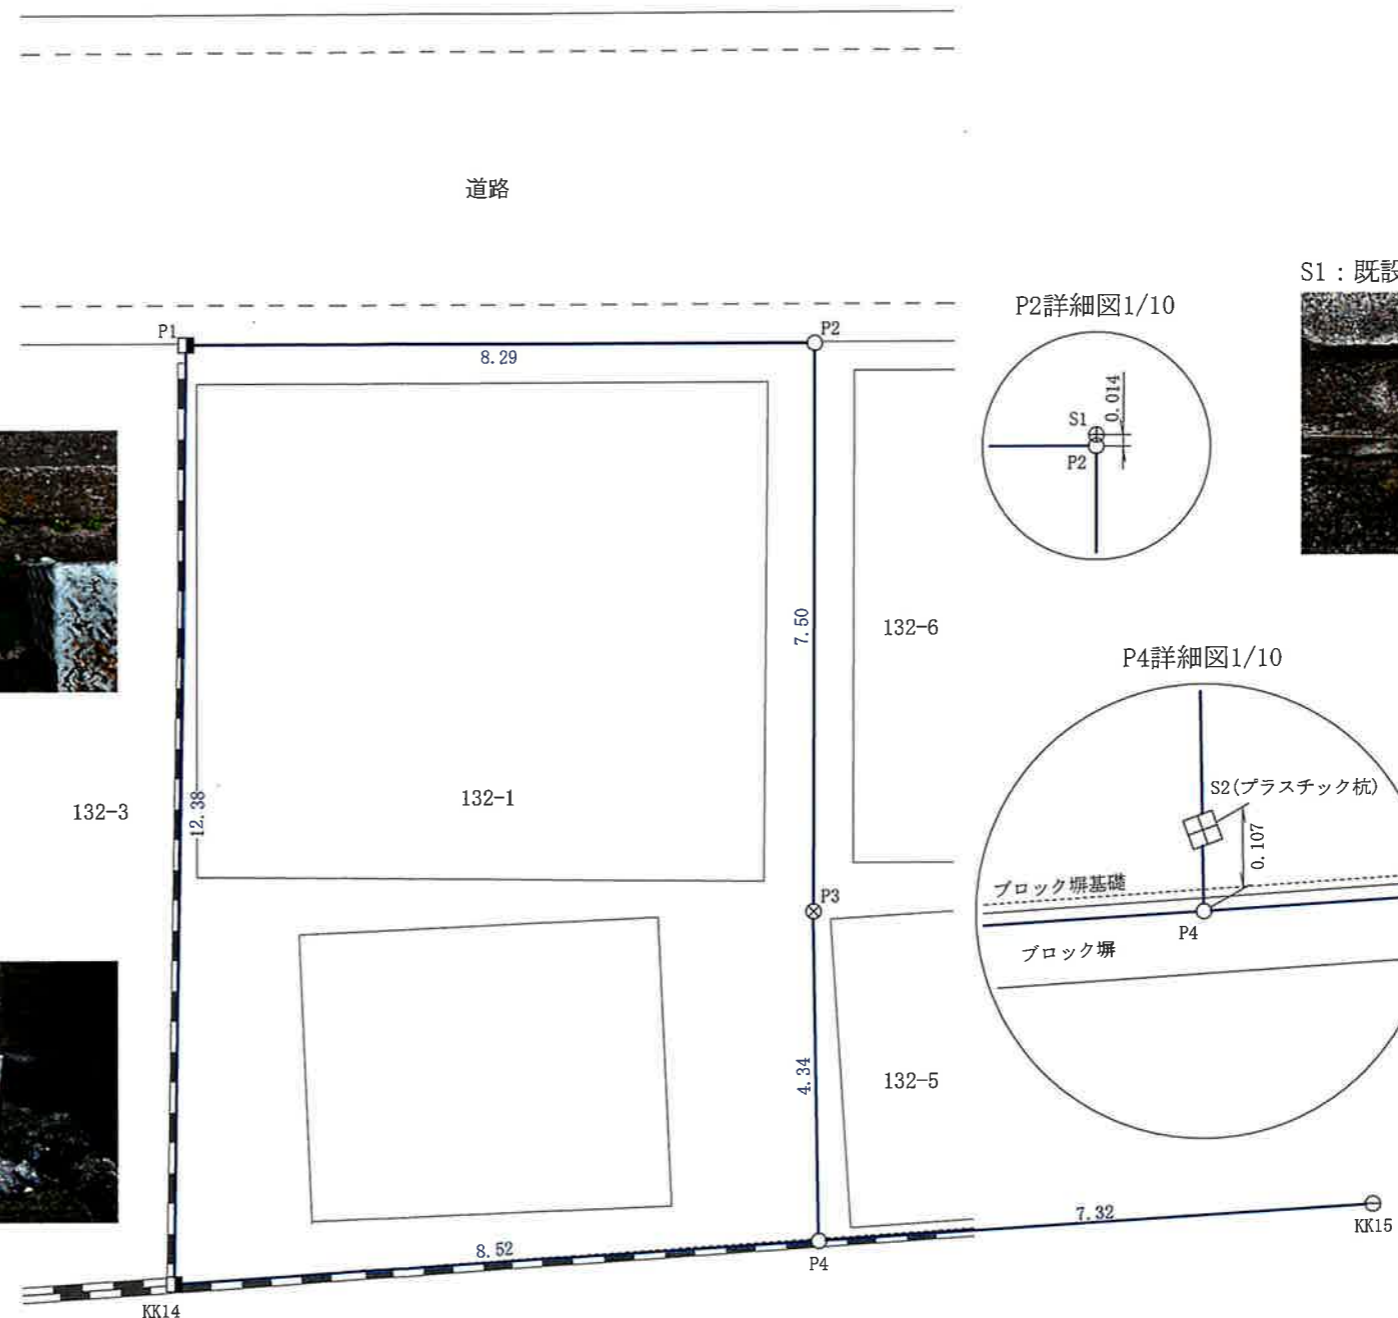 道路
S1：既設
P2詳細図1/10
P1
P2
8.29
0.014
S1
P2
7.50
132-6
P4詳細図1/10
132-3
12.38
132-1
S2(プラスチック杭)
0.107
ブロック塀基礎
P3
P4
ブロック塀
4.34
132-5
7.32
KK15
8.52
P4
KK14